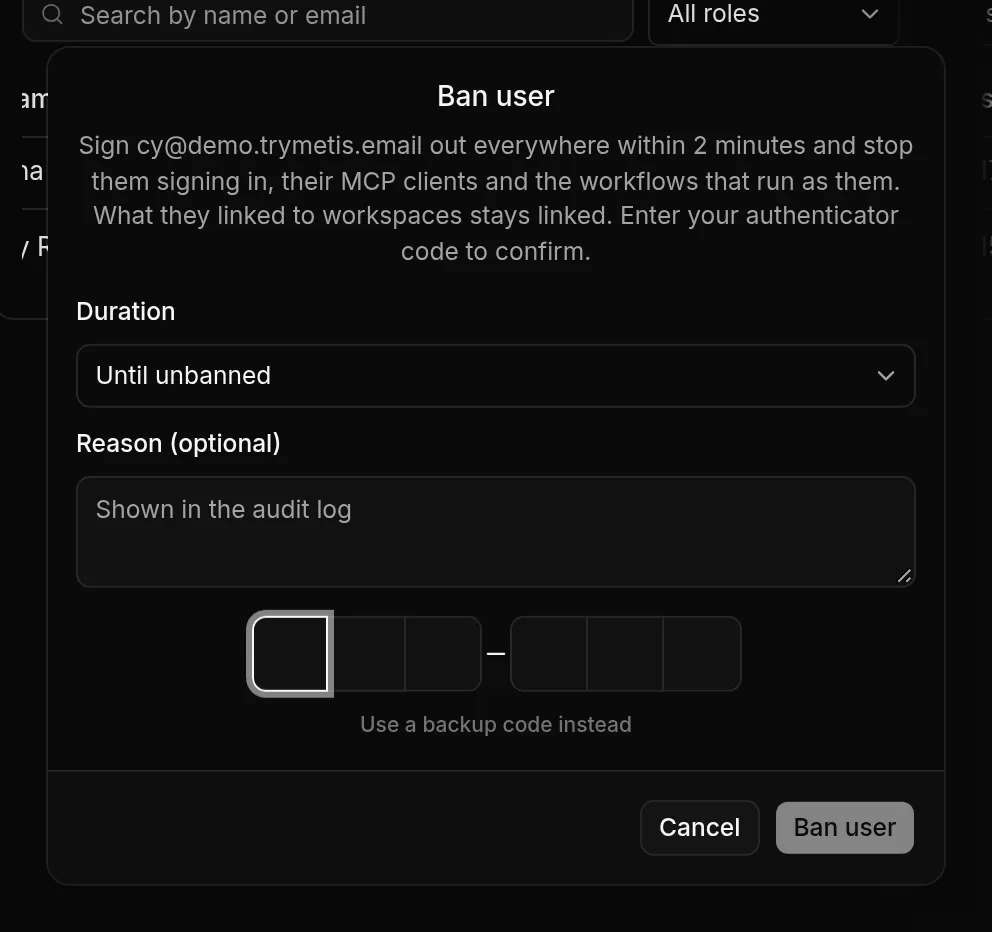 Search by name or email
All roles
Ban user
Sign cy@demo.trymetis.email out everywhere within 2 minutes and stop
them signing in, their MCP clients and the workflows that run as them.
What they linked to workspaces stays linked. Enter your authenticator
code to confirm.
Duration
Until unbanned
Reason (optional)
Shown in the audit log
Use a backup code instead
Cancel
Ban user